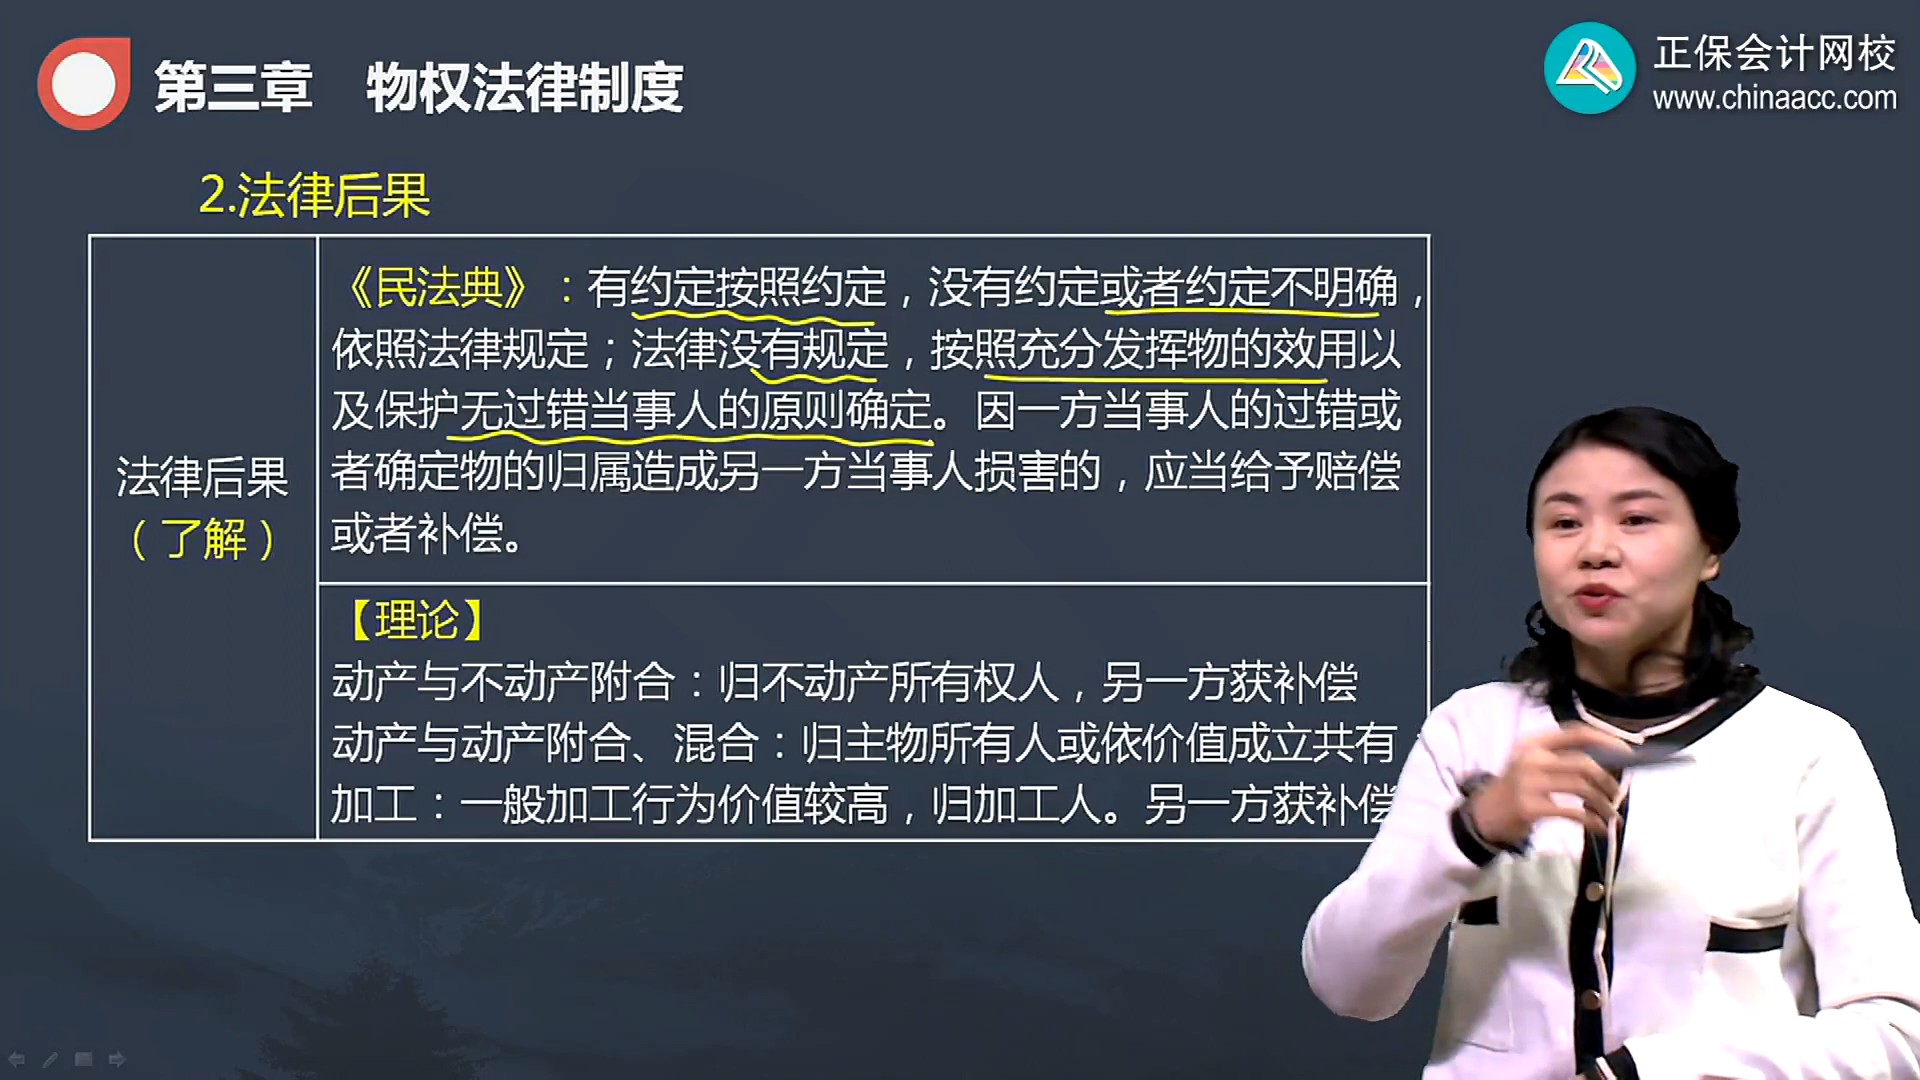 第三章 物权法律制度
正保会计网校
www.chinaacc.com
2.法律后果
法律后果
（了解）
《民法典》：有约定按照约定，没有约定或者约定不明确，
依照法律规定；法律没有规定，按照充分发挥物的效用以
及保护无过错当事人的原则确定。因一方当事人的过错或
者确定物的归属造成另一方当事人损害的，应当给予赔偿
或者补偿。
【理论】
动产与不动产附合：归不动产所有权人，另一方获补偿
动产与动产附合、混合：归主物所有人或依价值成立共有
加工：一般加工行为价值较高，归加工人。另一方获补偿